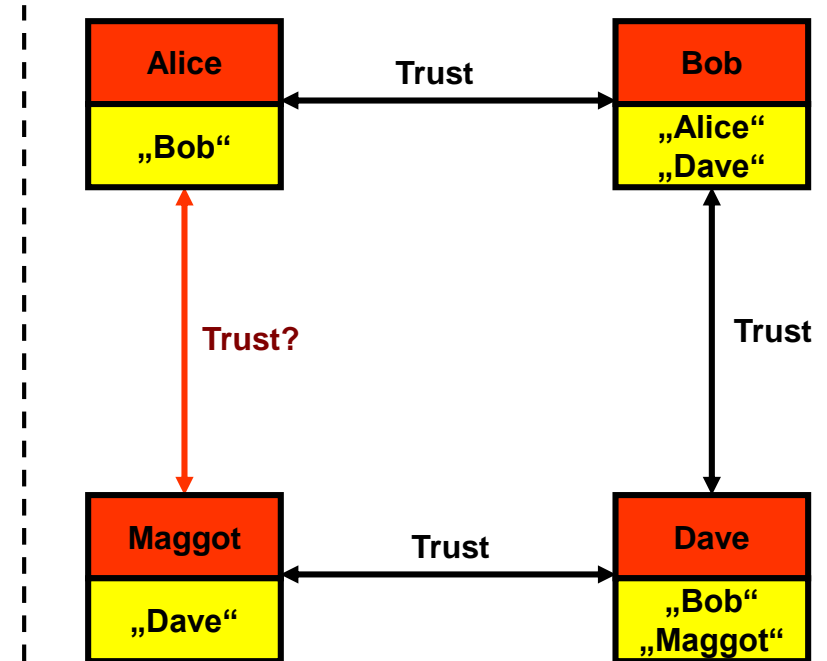 Alice
Trust
Bob
„Bob“
„Alice“
„Dave“
Trust?
Trust
Maggot
Trust
Dave
„Dave“
„Bob“
„Maggot“